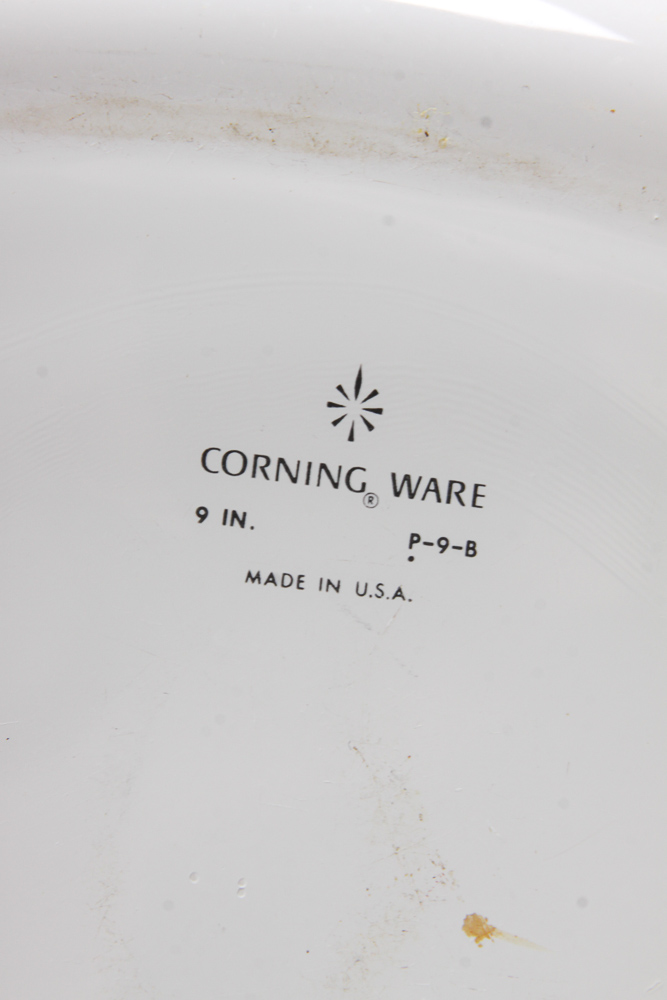 CORNING® WARE
9 IN. P-9-B
MADE IN U.S.A.